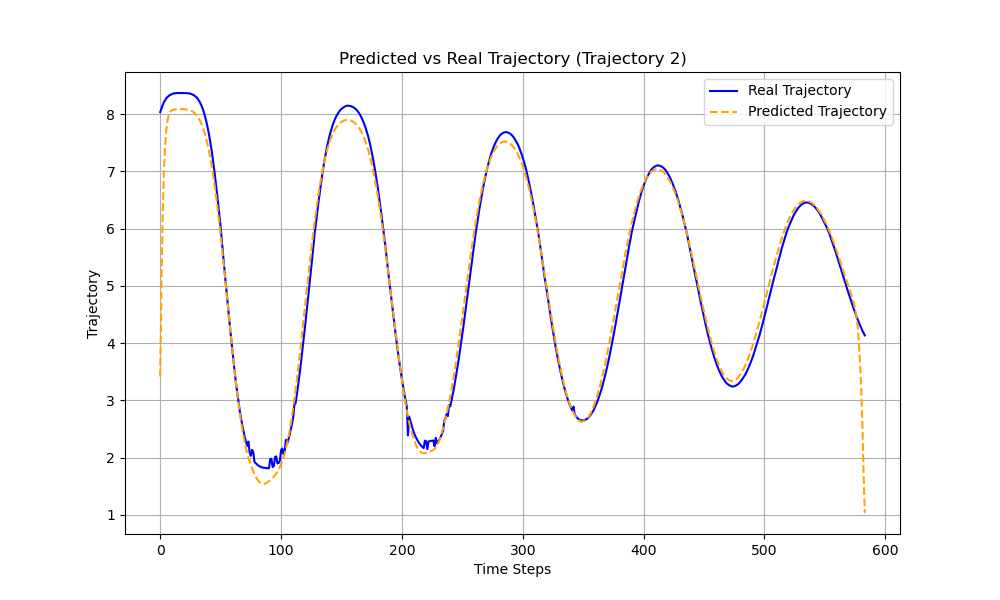 Predicted vs Real Trajectory (Trajectory 2)
Real Trajectory
Predicted Trajectory
Trajectory
8
7
6
5
4
3
2
1
0 100 200 300 400 500 600
Time Steps